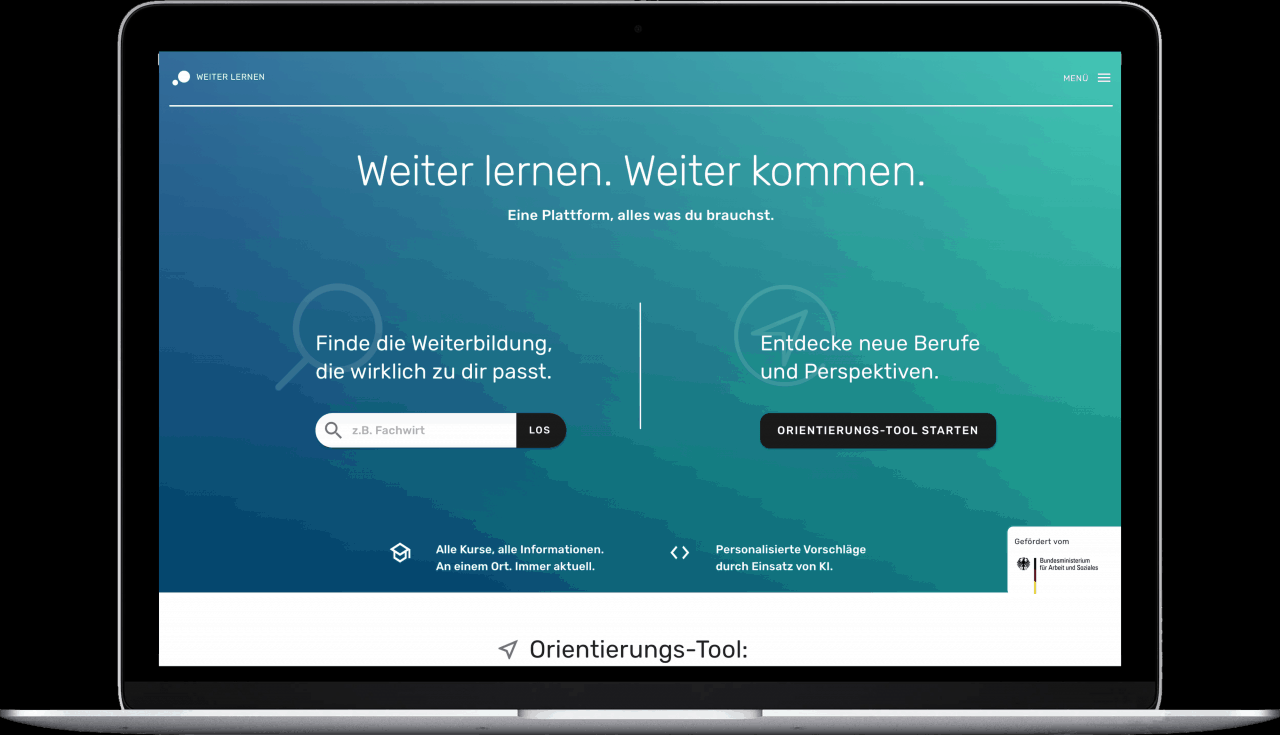 WEITER LERNEN
MENÜ
Weiter lernen. Weiter kommen.
Eine Plattform, alles was du brauchst.
Finde die Weiterbildung,
die wirklich zu dir passt.
z.B. Fachwirt
LOS
Entdecke neue Berufe
und Perspektiven.
ORIENTIERUNGS-TOOL STARTEN
Alle Kurse, alle Informationen.
An einem Ort. Immer aktuell.
Personalisierte Vorschläge
durch Einsatz von KI.
Gefördert vom
Bundesministerium
für Arbeit und Soziales
Orientierungs-Tool: